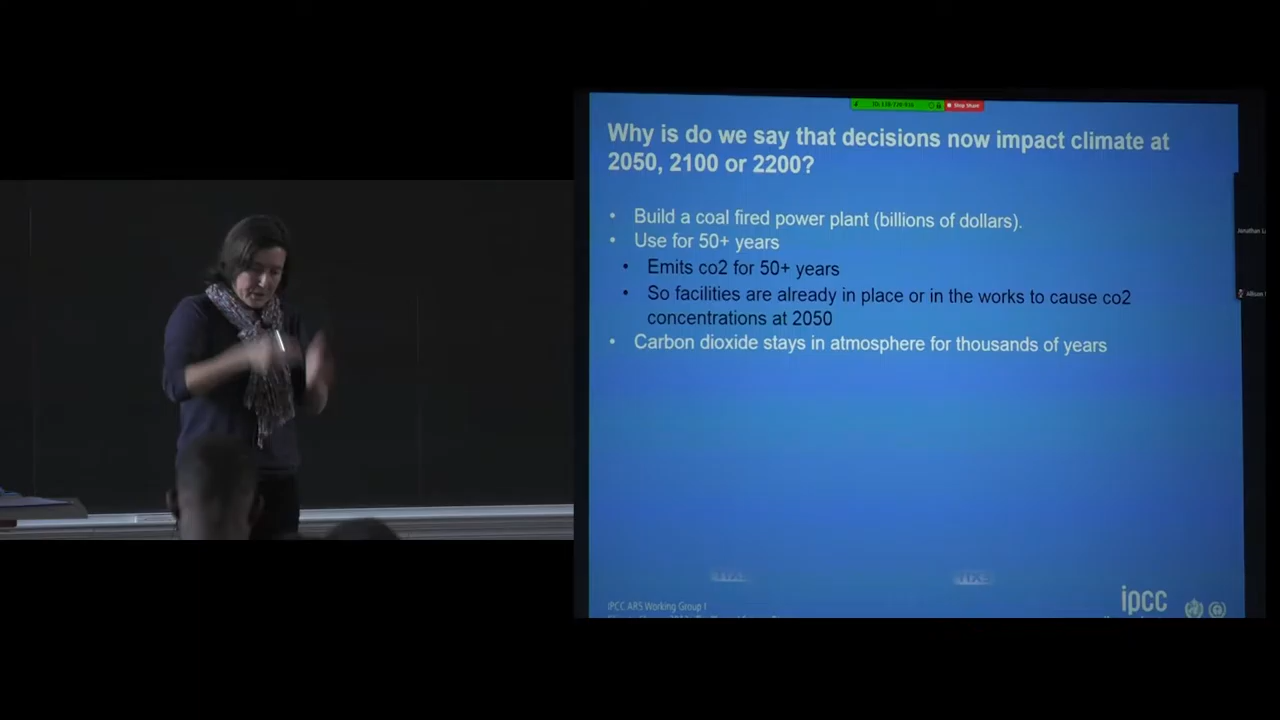 Stop Share
Why is do we say that decisions now impact climate at
2050, 2100 or 2200?
• Build a coal fired power plant (billions of dollars).
• Use for 50+ years
• Emits co2 for 50+ years
• So facilities are already in place or in the works to cause co2
concentrations at 2050
• Carbon dioxide stays in atmosphere for thousands of years
Jonathan
IPCC AR5 Working Group I
ipcc